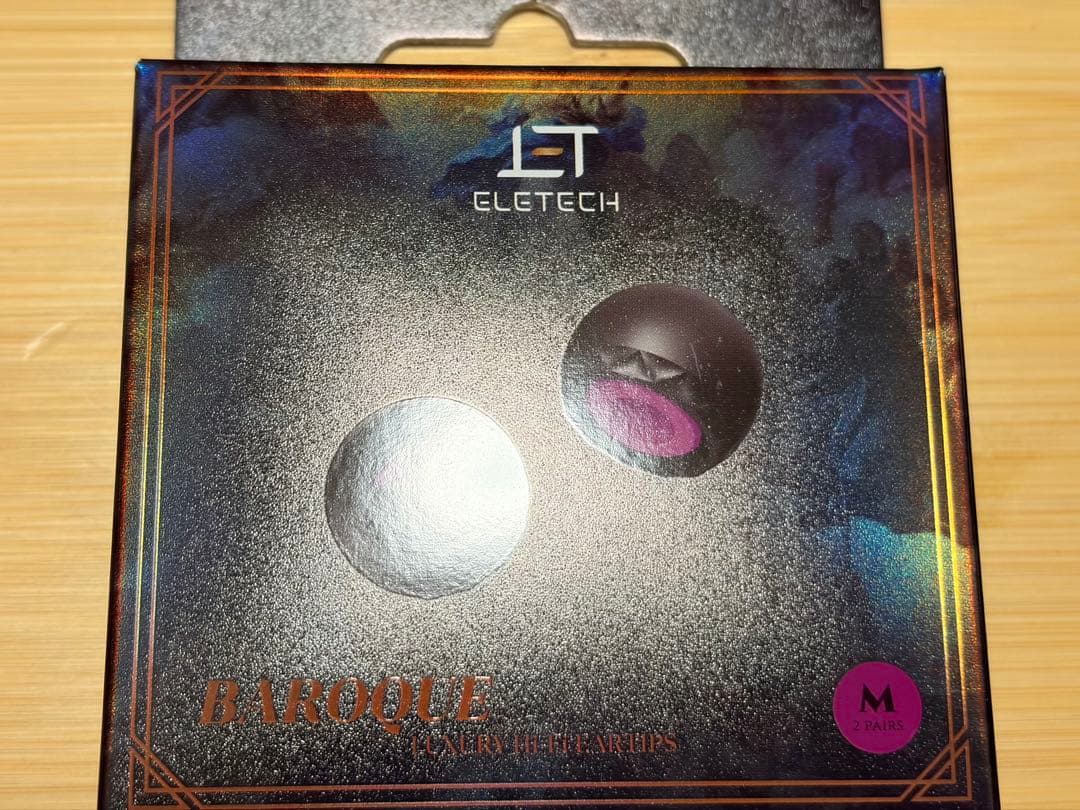 ELETECH
BAROQUE
LUXURY HI-FI EARTIPS
M
2 PAIRS